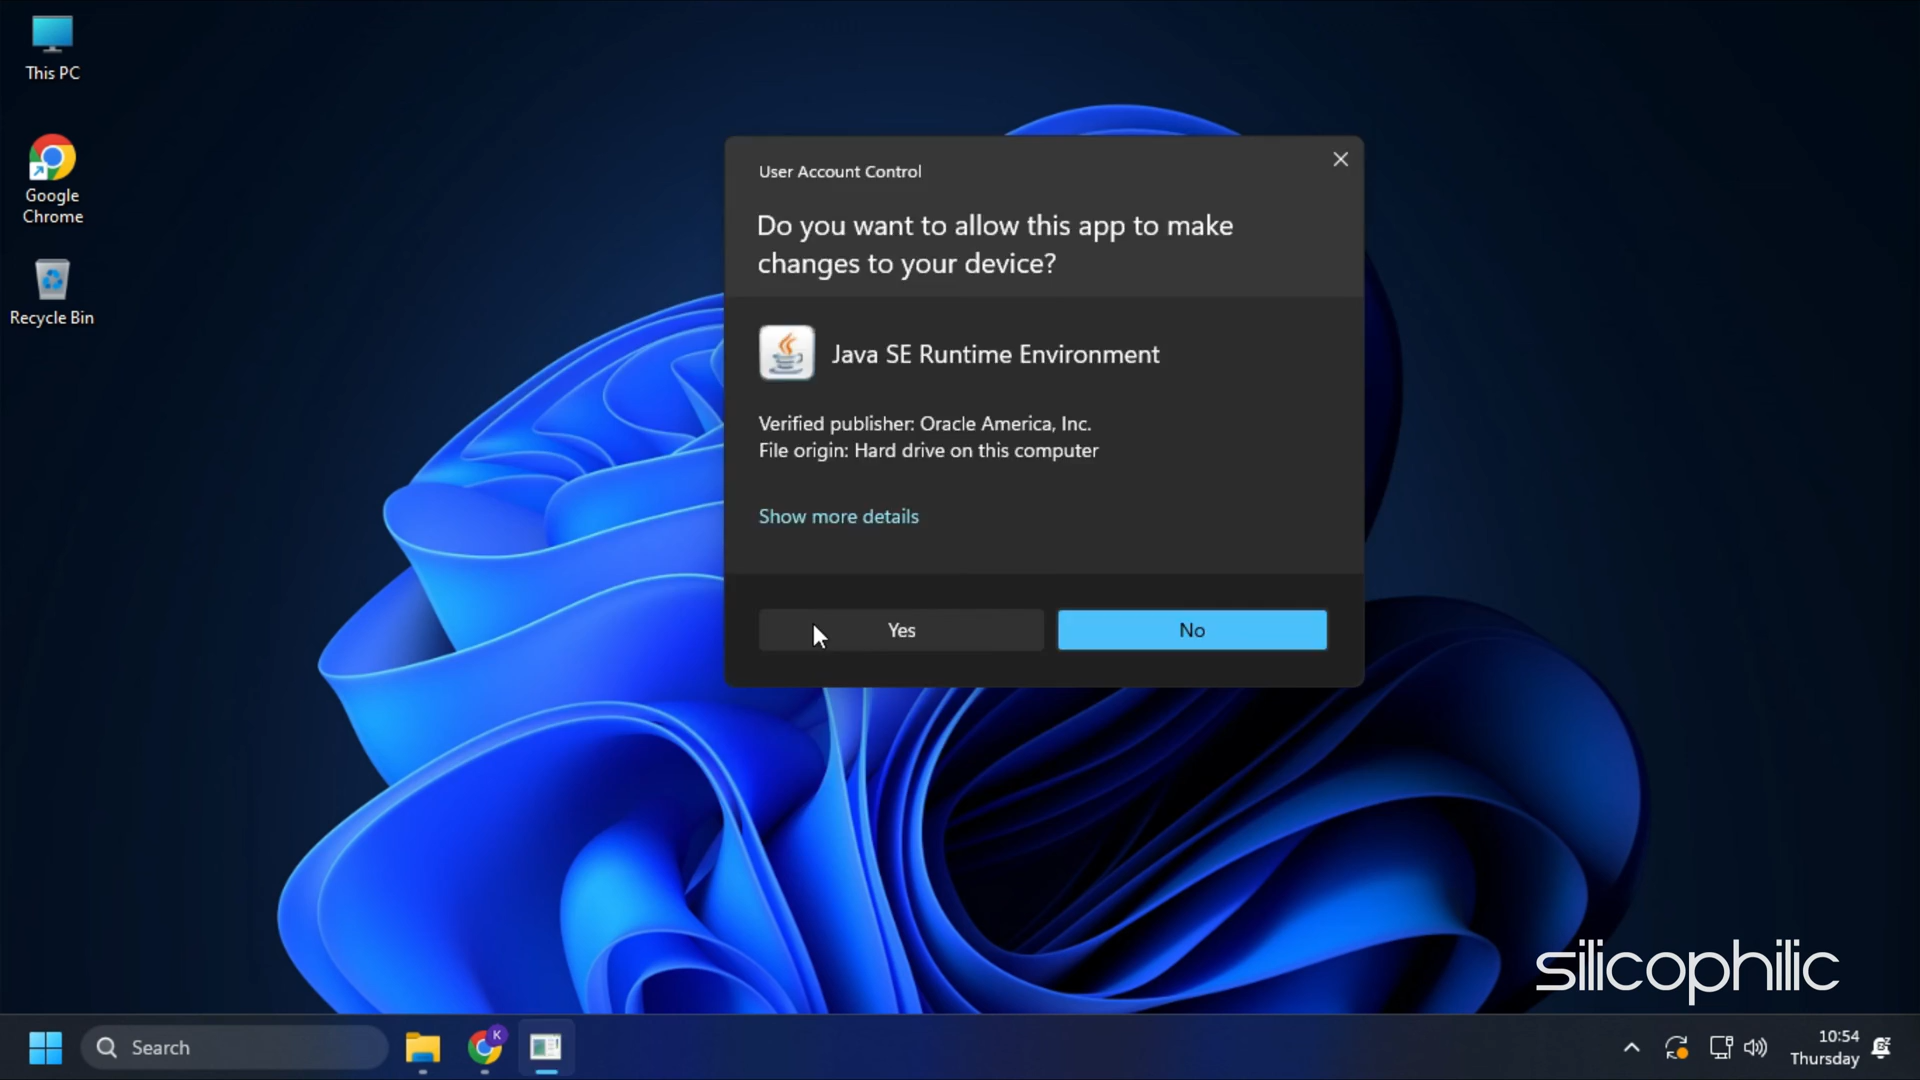 This PC
Google
Chrome
Recycle Bin
User Account Control
Do you want to allow this app to make
changes to your device?
Java SE Runtime Environment
Verified publisher: Oracle America, Inc.
File origin: Hard drive on this computer
Show more details
Yes
No
silicophilic
Search
K
10:54
Thursday